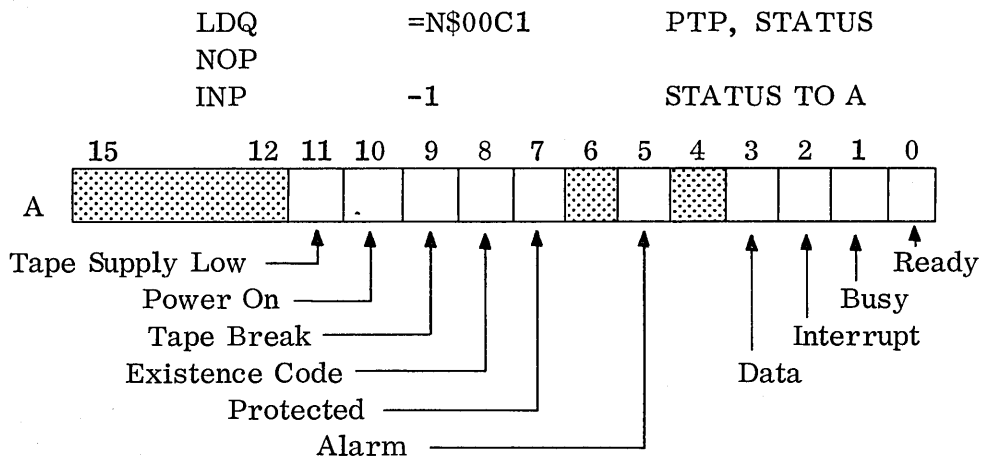 LDQ =N$00C1 PTP, STATUS
NOP
INP -1 STATUS TO A
15 12 11 10 9 8 7 6 5 4 3 2 1 0
A
Tape Supply Low
Ready
Power On
Busy
Tape Break
Interrupt
Existence Code
Data
Protected
Alarm